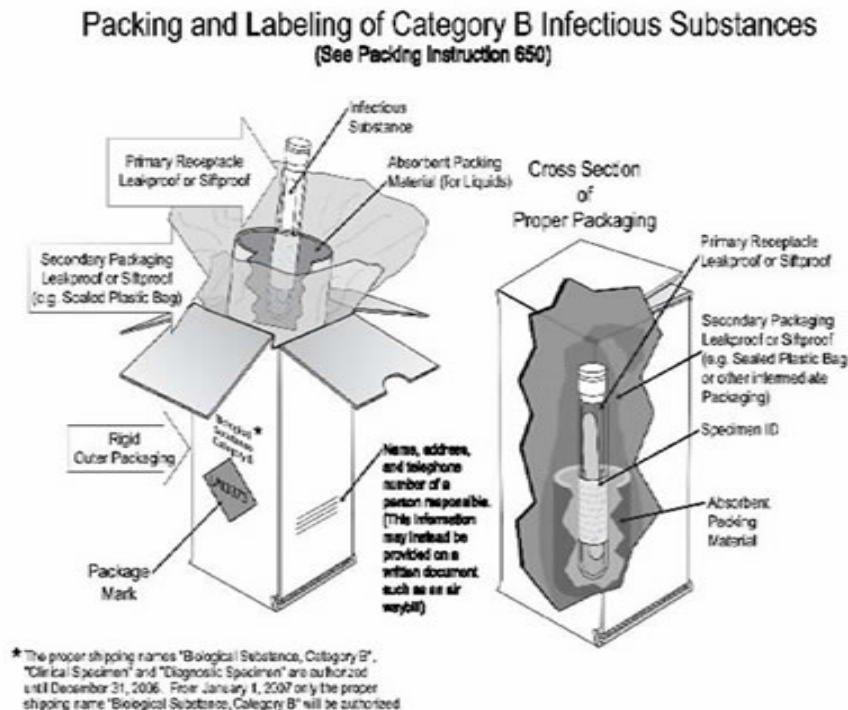 Packing and Labeling of Category B Infectious Substances
(See Packing Instruction 650)
Infectious
Substance
Primary Receptacle
Leakproof or Siftproof
Absorbent Packing
Material (for Liquids)
Secondary Packaging
Leakproof or Siftproof
(e.g. Sealed Plastic Bag)
Rigid
Outer Packaging
Biological
Substance
Category B
*
UN3373
Package
Mark
Name, address,
and telephone
number of a
person responsible.
(This information
may instead be
provided on a
written document
such as an air
waybill)
Cross Section
of
Proper Packaging
Primary Receptacle
Leakproof or Siftproof
Secondary Packaging
Leakproof or Siftproof
(e.g. Sealed Plastic Bag
or other intermediate
Packaging)
Specimen ID
Absorbent
Packing
Material
* The proper shipping names "Biological Substance, Category B",
"Clinical Specimen" and "Diagnostic Specimen" are authorized
until December 31, 2006. From January 1, 2007 only the proper
shipping name "Biological Substance, Category B" will be authorized